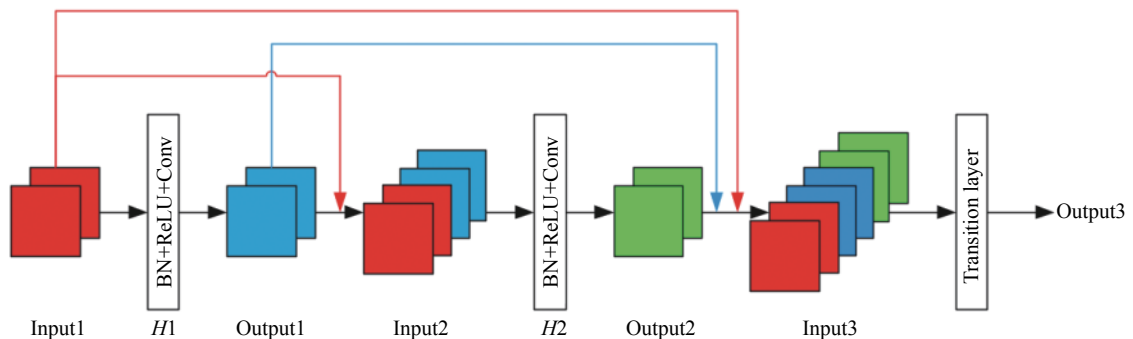 BN+ReLU+Conv
BN+ReLU+Conv
Transition layer
Output3
Input1
H1
Output1
Input2
H2
Output2
Input3